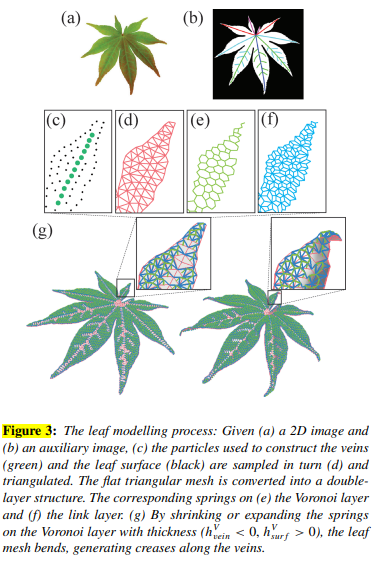 (a)
(b)
(c)
(d)
(e)
(f)
(g)
Figure 3: The leaf modelling process: Given (a) a 2D image and
(b) an auxiliary image, (c) the particles used to construct the veins
(green) and the leaf surface (black) are sampled in turn (d) and
triangulated. The flat triangular mesh is converted into a double-
layer structure. The corresponding springs on (e) the Voronoi layer
and (f) the link layer. (g) By shrinking or expanding the springs
on the Voronoi layer with thickness (h^V_vein < 0, h^V_surf > 0), the leaf
mesh bends, generating creases along the veins.